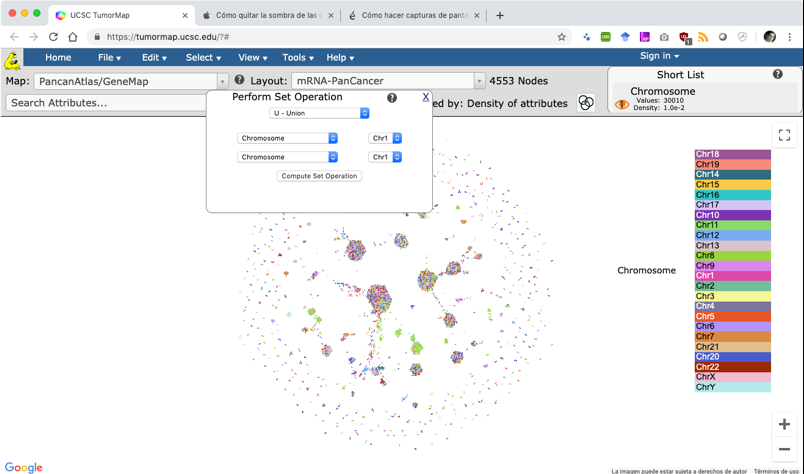 UCSC TumorMap
Cómo quitar la sombra de las
Cómo hacer capturas de panta
https://tumormap.ucsc.edu/?#
Home File Edit Select View Tools Help Sign in
Map: PancanAtlas/GeneMap Layout: mRNA-PanCancer 4553 Nodes
Search Attributes...
ed by: Density of attributes
Short List
Chromosome
Values: 30010
Density: 1.0e-2
Perform Set Operation
X
U - Union
Chromosome Chr1
Chromosome Chr1
Compute Set Operation
Chromosome
Chr18
Chr19
Chr14
Chr15
Chr16
Chr17
Chr10
Chr11
Chr12
Chr13
Chr8
Chr9
Chr1
Chr2
Chr3
Chr4
Chr5
Chr6
Chr7
Chr21
Chr20
Chr22
ChrX
ChrY
Google
La imagen puede estar sujeta a derechos de autor Términos de uso